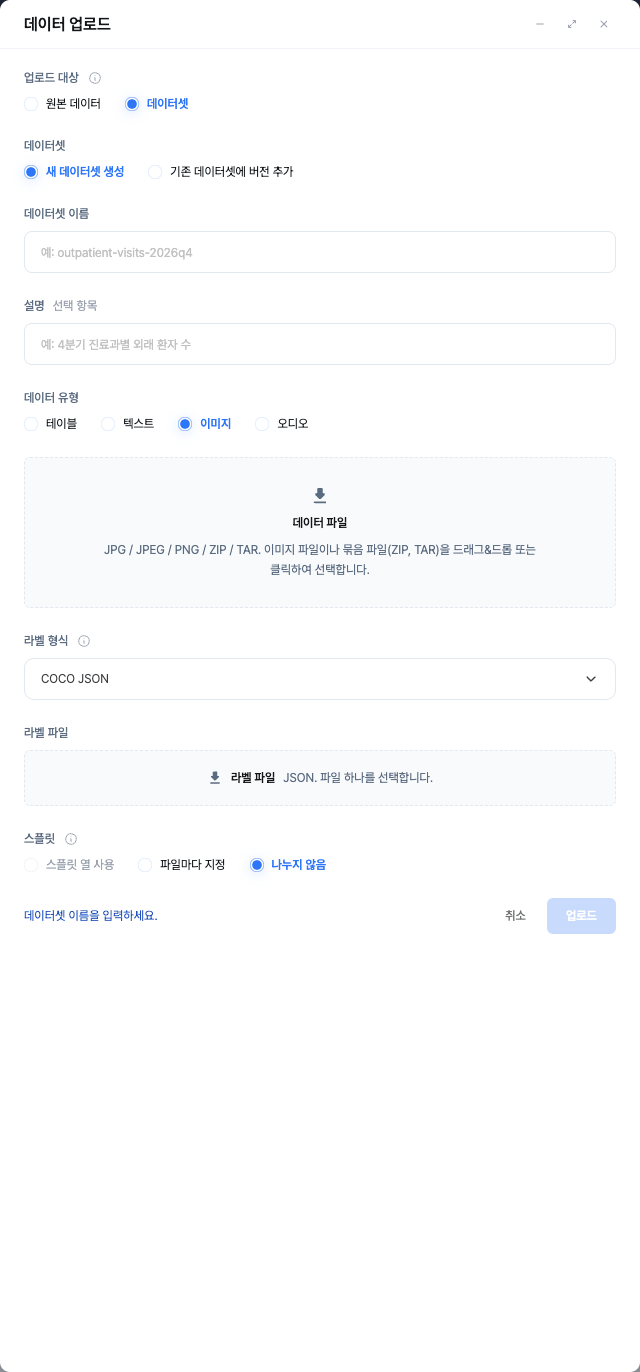 데이터 업로드
업로드 대상
원본 데이터 데이터셋
데이터셋
새 데이터셋 생성 기존 데이터셋에 버전 추가
데이터셋 이름
예: outpatient-visits-2026q4
설명 선택 항목
예: 4분기 진료과별 외래 환자 수
데이터 유형
테이블 텍스트 이미지 오디오
데이터 파일
JPG / JPEG / PNG / ZIP / TAR. 이미지 파일이나 묶음 파일(ZIP, TAR)을 드래그&드롭 또는
클릭하여 선택합니다.
라벨 형식
COCO JSON
라벨 파일
라벨 파일 JSON. 파일 하나를 선택합니다.
스플릿
스플릿 열 사용 파일마다 지정 나누지 않음
데이터셋 이름을 입력하세요. 취소 업로드